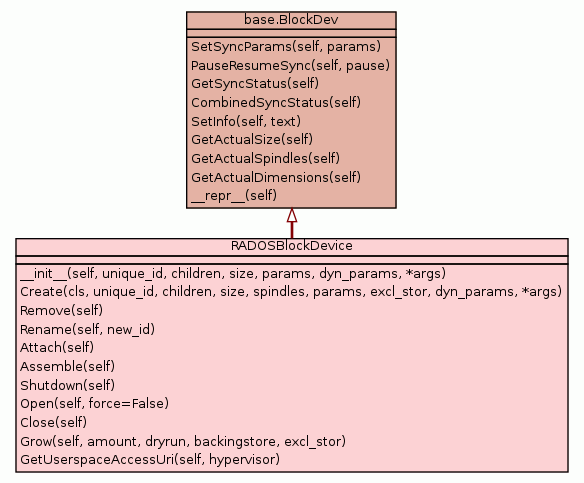 base.BlockDev
SetSyncParams(self, params)
PauseResumeSync(self, pause)
GetSyncStatus(self)
CombinedSyncStatus(self)
SetInfo(self, text)
GetActualSize(self)
GetActualSpindles(self)
GetActualDimensions(self)
__repr__(self)
RADOSBlockDevice
__init__(self, unique_id, children, size, params, dyn_params, *args)
Create(cls, unique_id, children, size, spindles, params, excl_stor, dyn_params, *args)
Remove(self)
Rename(self, new_id)
Attach(self)
Assemble(self)
Shutdown(self)
Open(self, force=False)
Close(self)
Grow(self, amount, dryrun, backingstore, excl_stor)
GetUserspaceAccessUri(self, hypervisor)